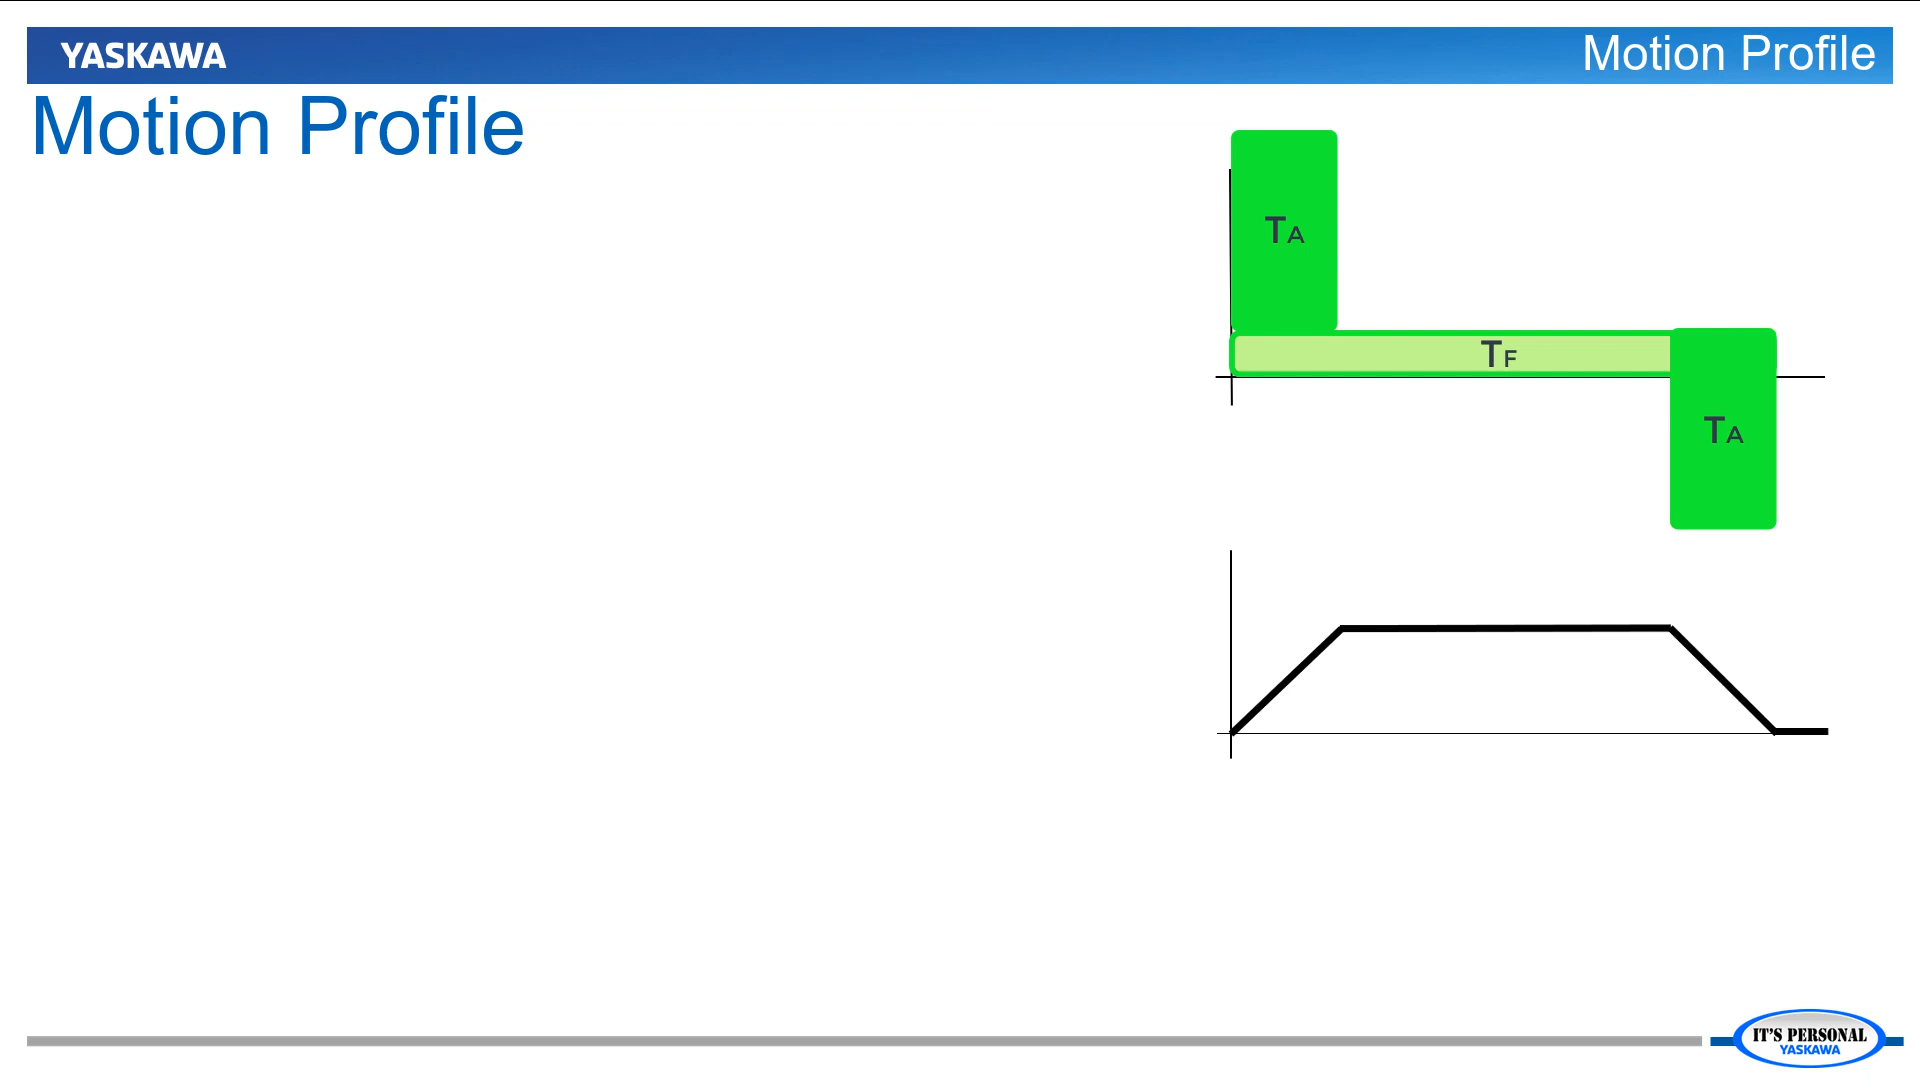 YASKAWA
Motion Profile
Motion Profile
TA
TF
TA
IT'S PERSONAL
YASKAWA